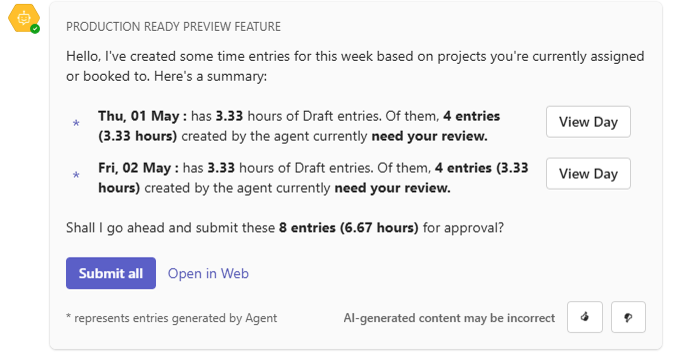 PRODUCTION READY PREVIEW FEATURE
Hello, I've created some time entries for this week based on projects you're currently assigned
or booked to. Here's a summary:
* Thu, 01 May : has 3.33 hours of Draft entries. Of them, 4 entries
(3.33 hours) created by the agent currently need your review.
View Day
* Fri, 02 May : has 3.33 hours of Draft entries. Of them, 4 entries (3.33
hours) created by the agent currently need your review.
View Day
Shall I go ahead and submit these 8 entries (6.67 hours) for approval?
Submit all Open in Web
* represents entries generated by Agent AI-generated content may be incorrect